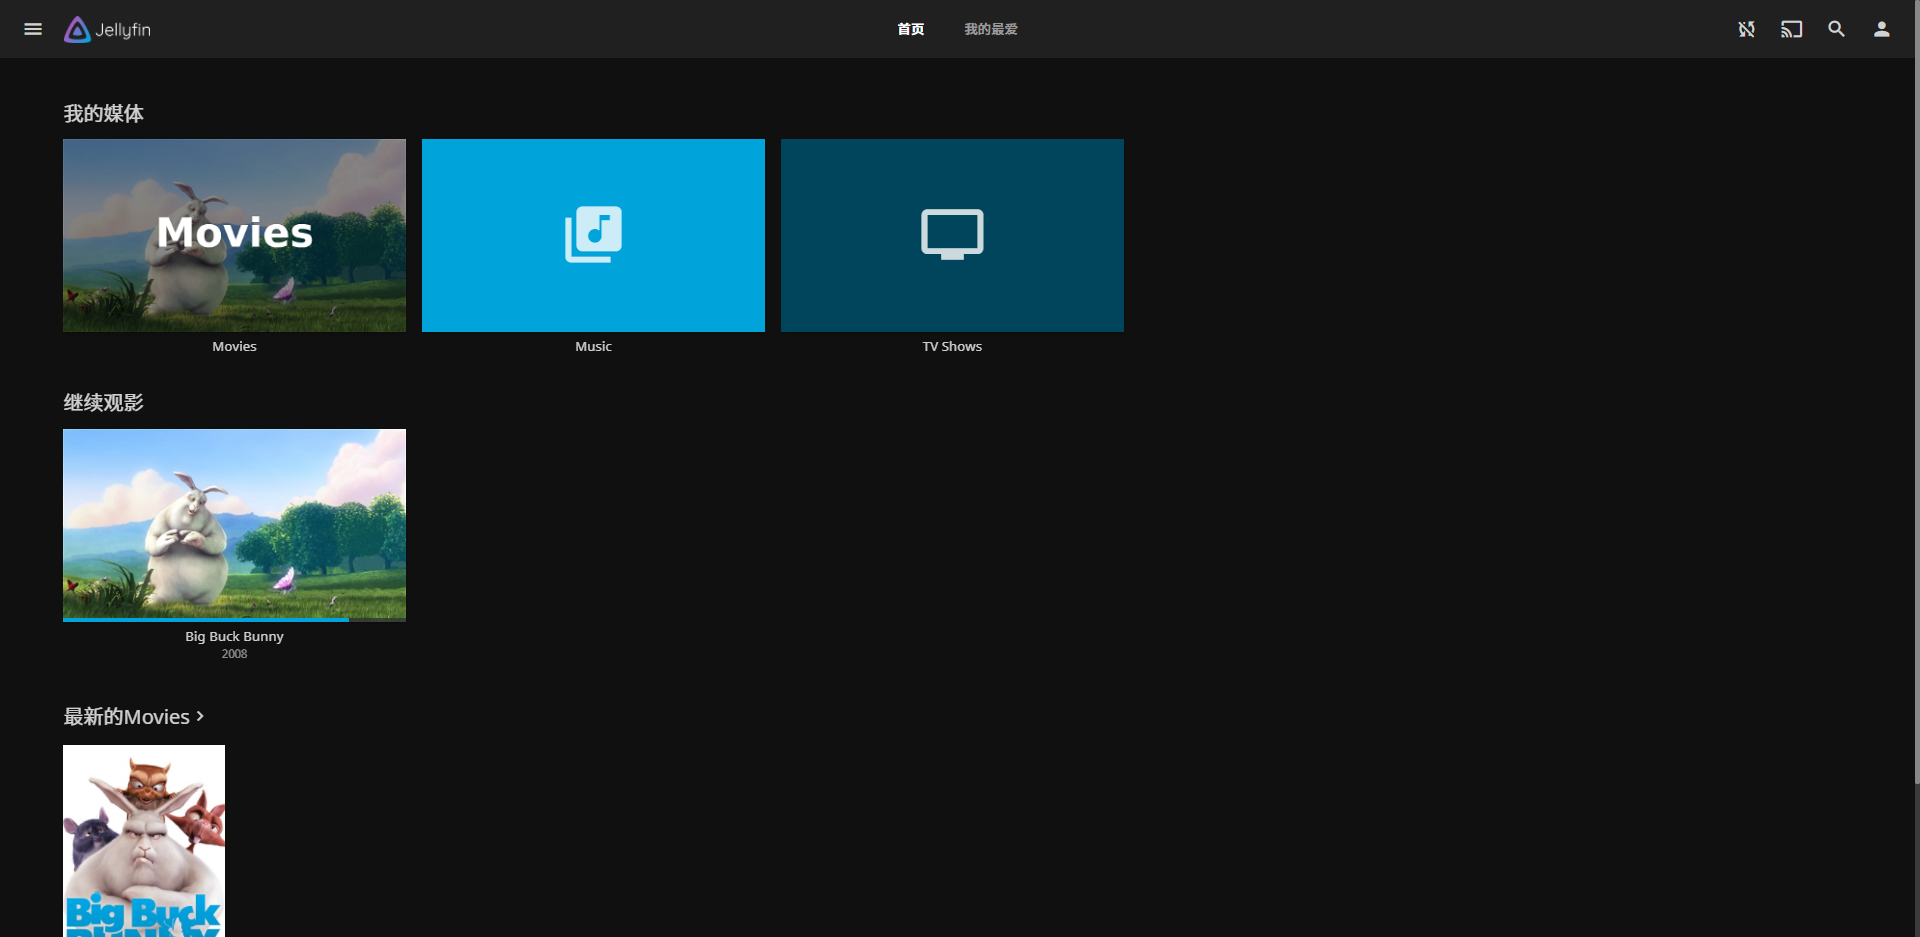 Jellyfin
首页
我的最爱
我的媒体
Movies
Movies
Music
TV Shows
继续观影
Big Buck Bunny
2008
最新的Movies
Big Buck
BUNNY